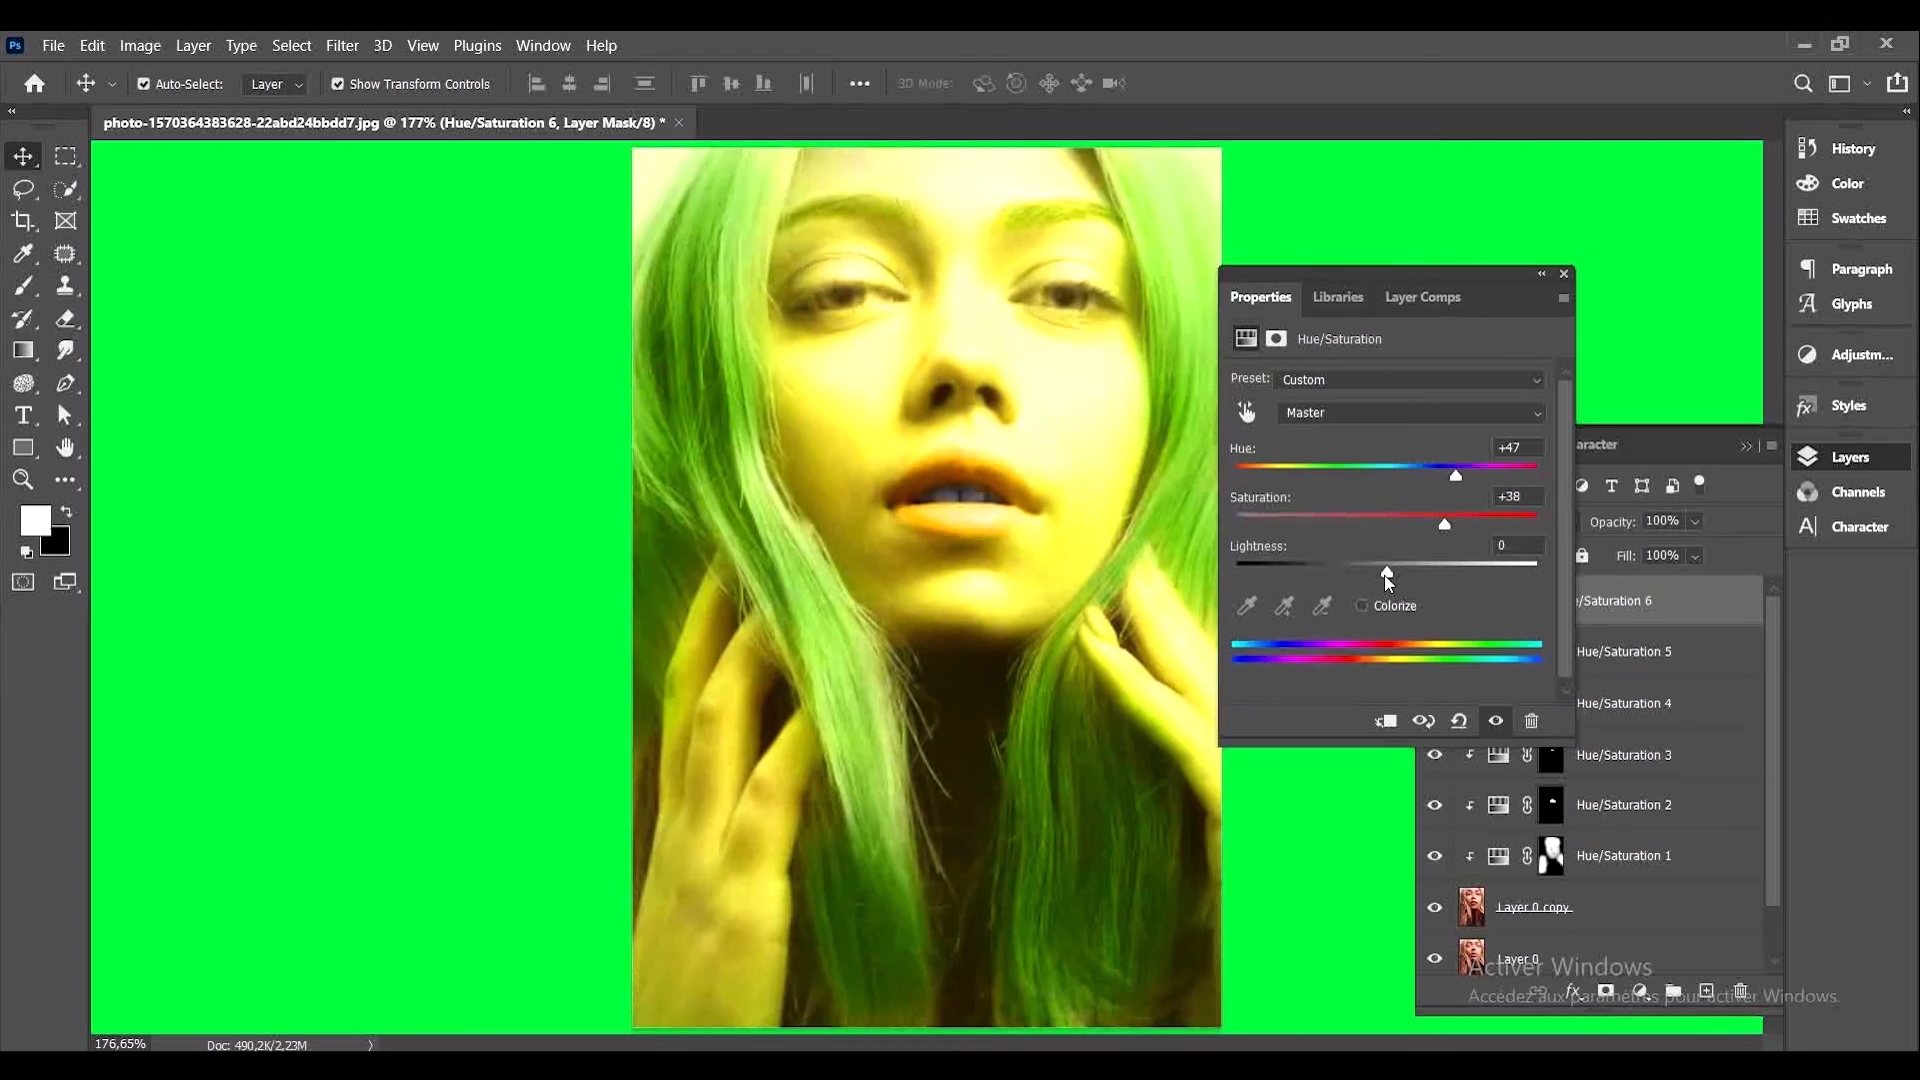 Ps File Edit Image Layer Type Select Filter 3D View Plugins Window Help
Auto-Select: Layer Show Transform Controls 3D Mode:
photo-1570364383628-22abd24bbdd7.jpg @ 177% (Hue/Saturation 6, Layer Mask/8) *
History
Color
Swatches
Paragraph
Glyphs
Adjustm...
Styles
Layers
Channels
Character
Properties Libraries Layer Comps
Hue/Saturation
Preset: Custom
Master
Hue: +47
Saturation: +38
Lightness: 0
Colorize
aracter
Opacity: 100%
Fill: 100%
e/Saturation 6
Hue/Saturation 5
Hue/Saturation 4
Hue/Saturation 3
Hue/Saturation 2
Hue/Saturation 1
Layer 0 copy
Layer 0
Activer Windows
Accédez aux paramètres pour activer Windows.
176,65% Doc: 490,2K/2,23M